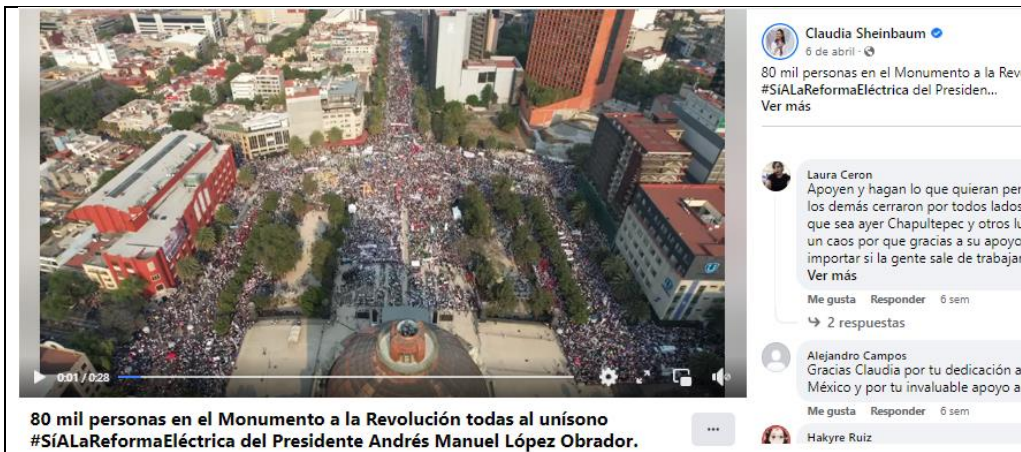 0:01 / 0:28
80 mil personas en el Monumento a la Revolución todas al unísono
#SíALaReformaEléctrica del Presidente Andrés Manuel López Obrador.
...
Claudia Sheinbaum
6 de abril ·
80 mil personas en el Monumento a la Rev
#SíALaReformaEléctrica del Presiden...
Ver más
Laura Ceron
Apoyen y hagan lo que quieran per
los demás cerraron por todos lados
que sea ayer Chapultepec y otros lu
un caos por que gracias a su apoyo
importar si la gente sale de trabajar
Ver más
Me gusta Responder 6 sem
2 respuestas
Alejandro Campos
Gracias Claudia por tu dedicación a
México y por tu invaluable apoyo a
Me gusta Responder 6 sem
Hakyre Ruiz